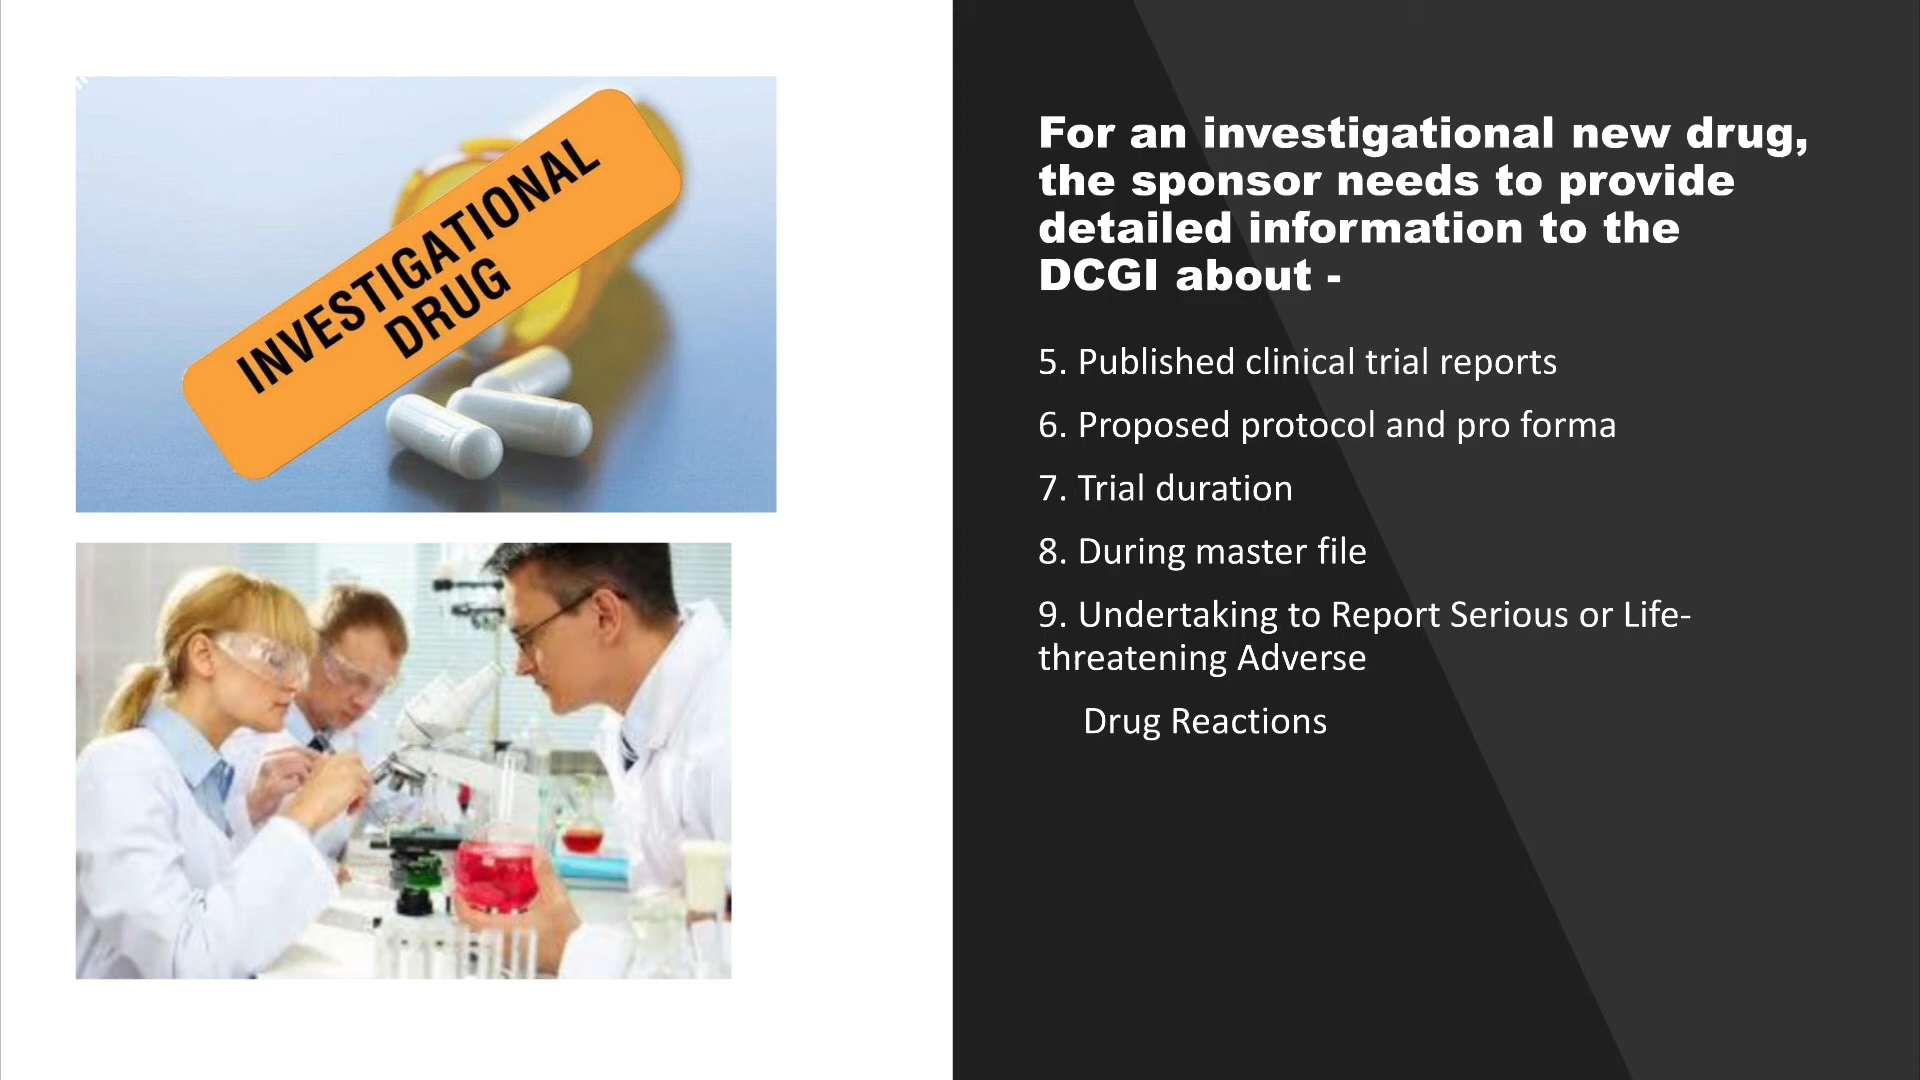 INVESTIGATIONAL
DRUG
For an investigational new drug,
the sponsor needs to provide
detailed information to the
DCGI about -
5. Published clinical trial reports
6. Proposed protocol and pro forma
7. Trial duration
8. During master file
9. Undertaking to Report Serious or Life-
threatening Adverse
Drug Reactions